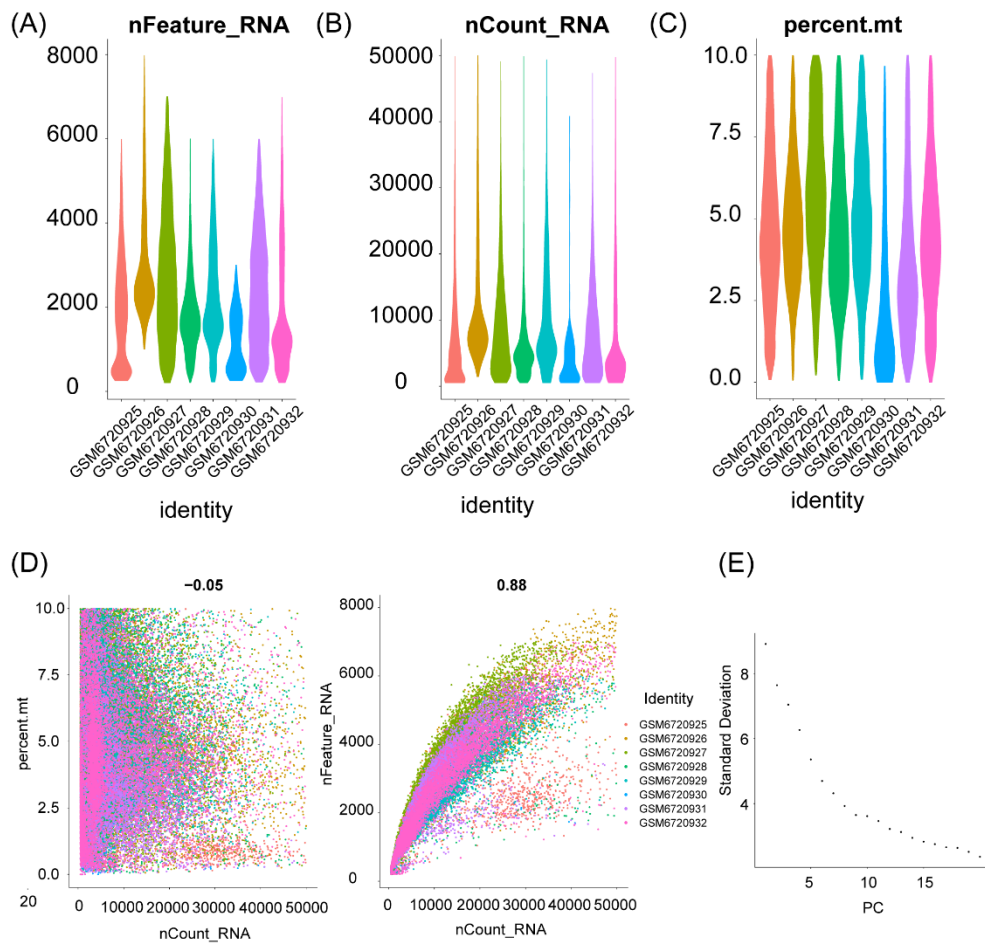 (A)
nFeature_RNA
8000
6000
4000
2000
0
GSM6720925
GSM6720926
GSM6720927
GSM6720928
GSM6720929
GSM6720930
GSM6720931
GSM6720932
identity
(B)
nCount_RNA
50000
40000
30000
20000
10000
0
GSM6720925
GSM6720926
GSM6720927
GSM6720928
GSM6720929
GSM6720930
GSM6720931
GSM6720932
identity
(C)
percent.mt
10.0
7.5
5.0
2.5
0.0
GSM6720925
GSM6720926
GSM6720927
GSM6720928
GSM6720929
GSM6720930
GSM6720931
GSM6720932
identity
(D)
−0.05
percent.mt
10.0
7.5
5.0
2.5
0.0
20
0 10000 20000 30000 40000 50000
nCount_RNA
0.88
nFeature_RNA
8000
6000
4000
2000
0
0 10000 20000 30000 40000 50000
nCount_RNA
Identity
GSM6720925
GSM6720926
GSM6720927
GSM6720928
GSM6720929
GSM6720930
GSM6720931
GSM6720932
(E)
Standard Deviation
8
6
4
5 10 15
PC